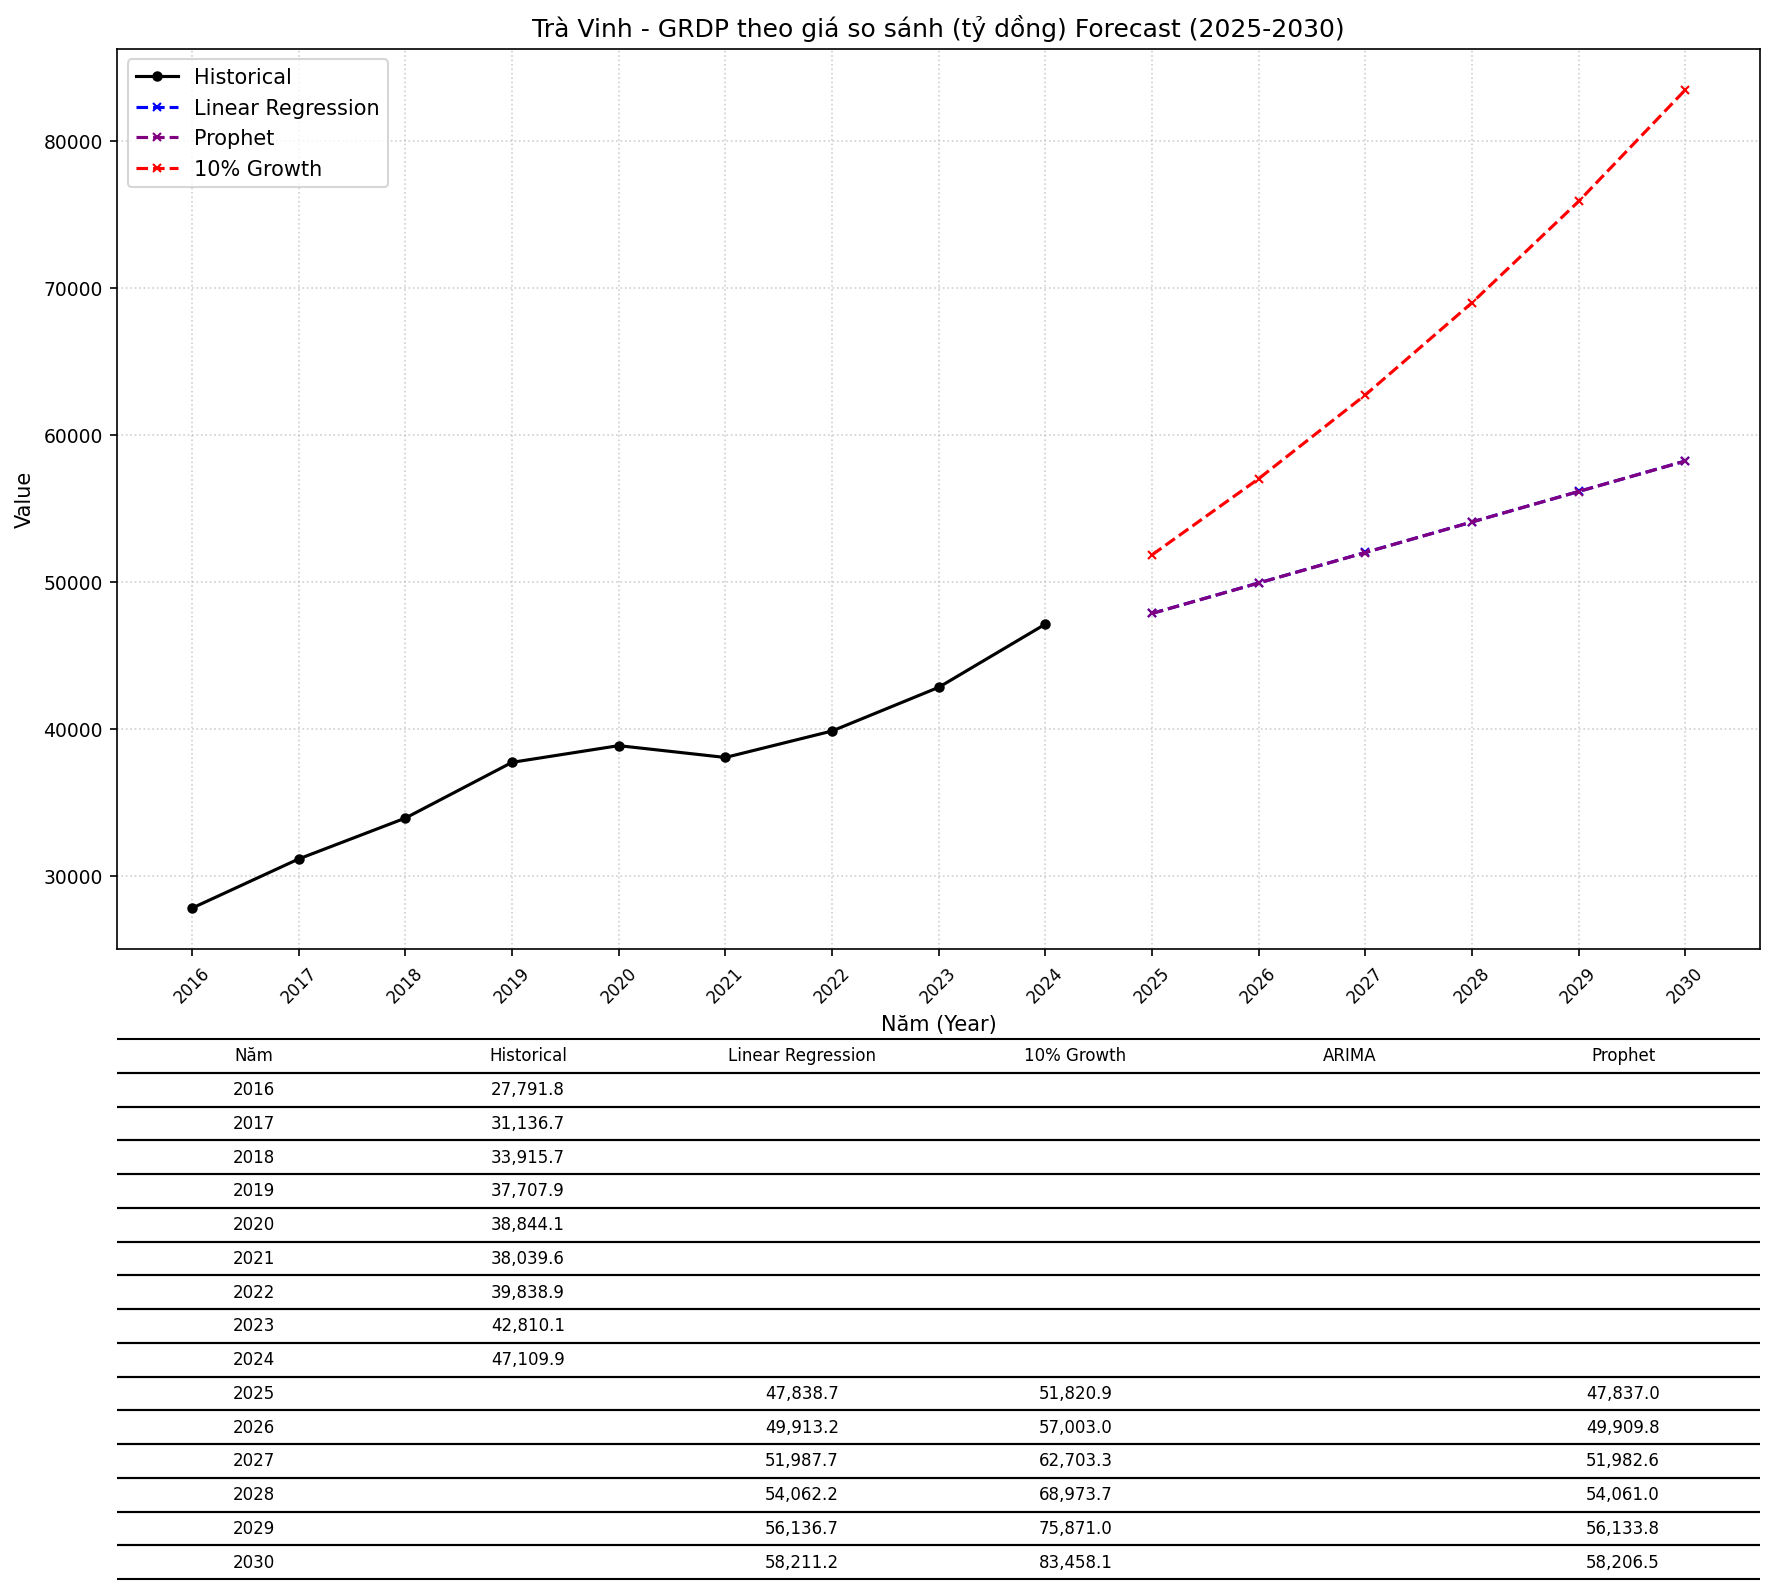 Trà Vinh - GRDP theo giá so sánh (tỷ đồng) Forecast (2025-2030)
Historical
Linear Regression
Prophet
10% Growth
Value
80000
70000
60000
50000
40000
30000
2016 2017 2018 2019 2020 2021 2022 2023 2024 2025 2026 2027 2028 2029 2030
Năm (Year)
Năm Historical Linear Regression 10% Growth ARIMA Prophet
2016 27,791.8
2017 31,136.7
2018 33,915.7
2019 37,707.9
2020 38,844.1
2021 38,039.6
2022 39,838.9
2023 42,810.1
2024 47,109.9
2025 47,838.7 51,820.9 47,837.0
2026 49,913.2 57,003.0 49,909.8
2027 51,987.7 62,703.3 51,982.6
2028 54,062.2 68,973.7 54,061.0
2029 56,136.7 75,871.0 56,133.8
2030 58,211.2 83,458.1 58,206.5